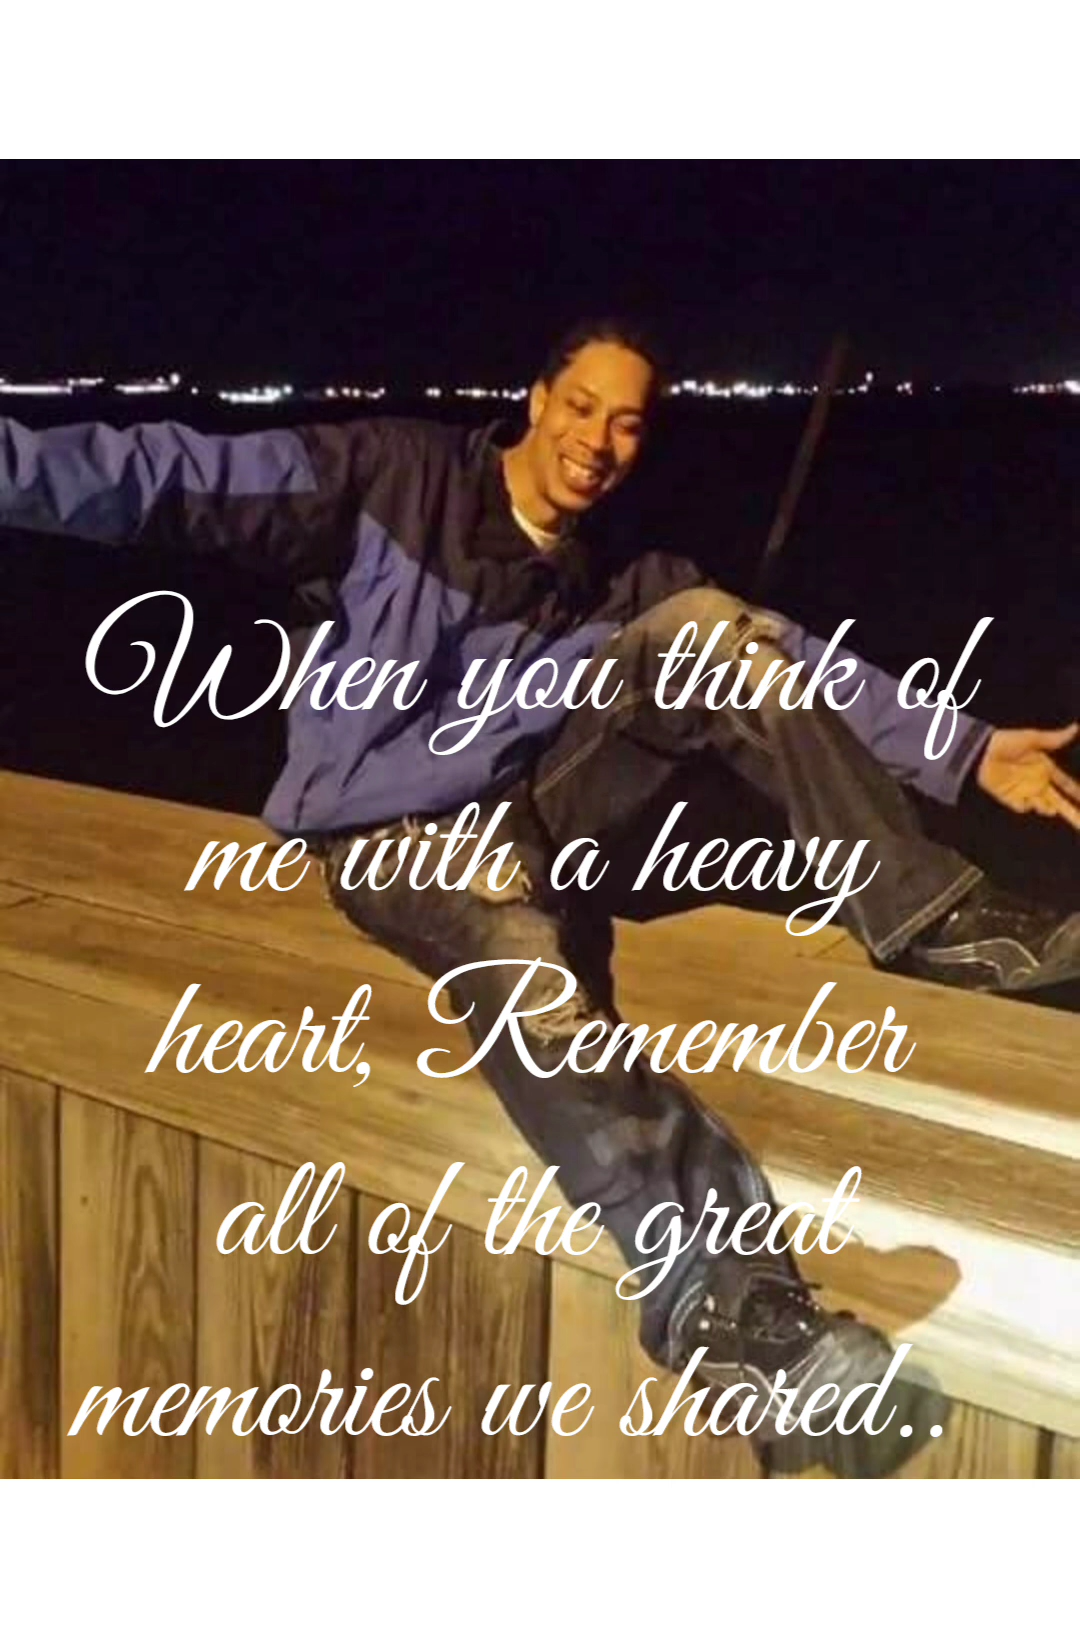 When you think of
me with a heavy
heart, Remember
all of the great
memories we shared..